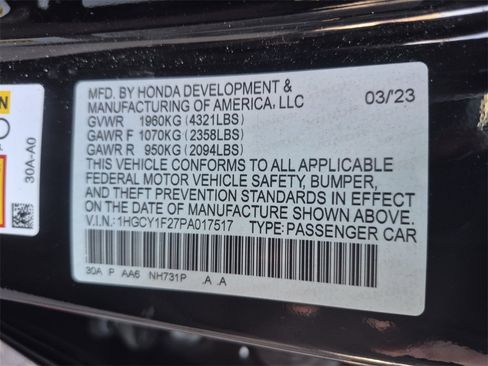 MFD. BY HONDA DEVELOPMENT &
MANUFACTURING OF AMERICA, LLC 03/23
GVWR 1960KG (4321LBS)
GAWR F 1070KG (2358LBS)
GAWR R 950KG (2094LBS)
THIS VEHICLE CONFORMS TO ALL APPLICABLE
FEDERAL MOTOR VEHICLE SAFETY, BUMPER,
AND THEFT PREVENTION STANDARDS IN EFFECT
ON THE DATE OF MANUFACTURE SHOWN ABOVE.
V.I.N.: 1HGCY1F27PA017517 TYPE: PASSENGER CAR
30A P AA6 NH731P .A .A
30A-A0